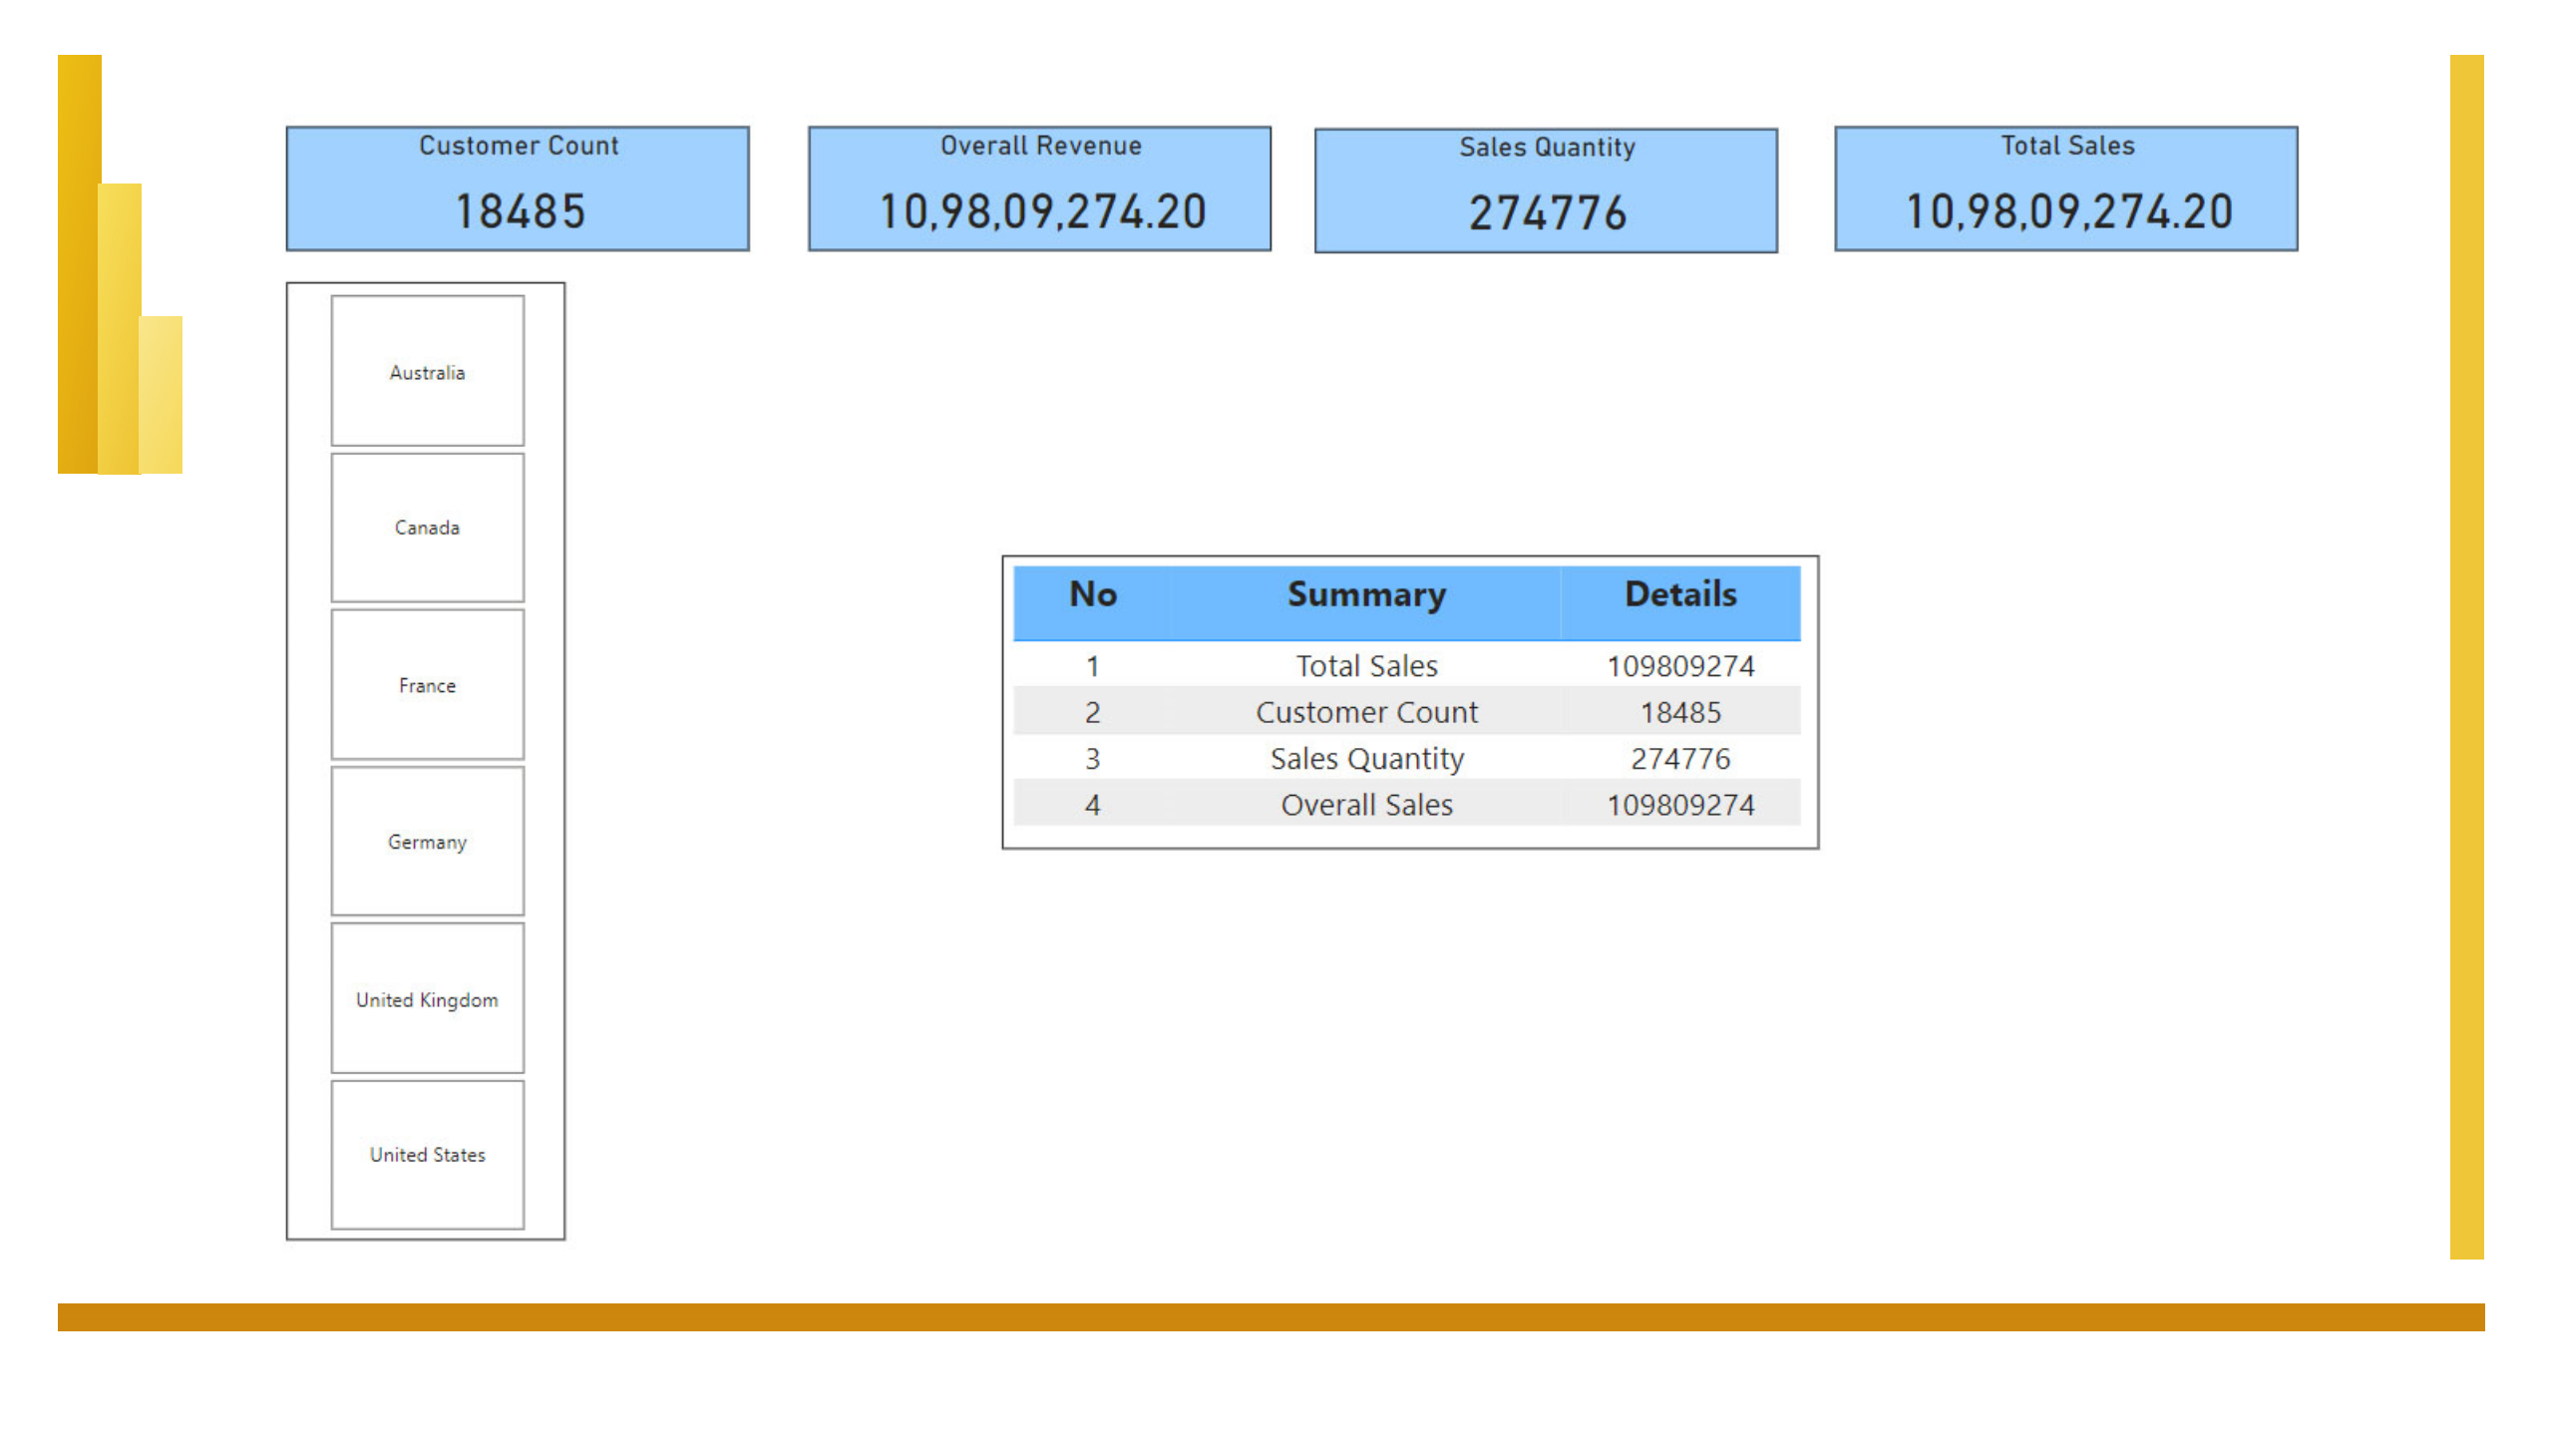 Customer Count
18485
Overall Revenue
10,98,09,274.20
Sales Quantity
274776
Total Sales
10,98,09,274.20
Australia
Canada
France
Germany
United Kingdom
United States
No Summary Details
1 Total Sales 109809274
2 Customer Count 18485
3 Sales Quantity 274776
4 Overall Sales 109809274